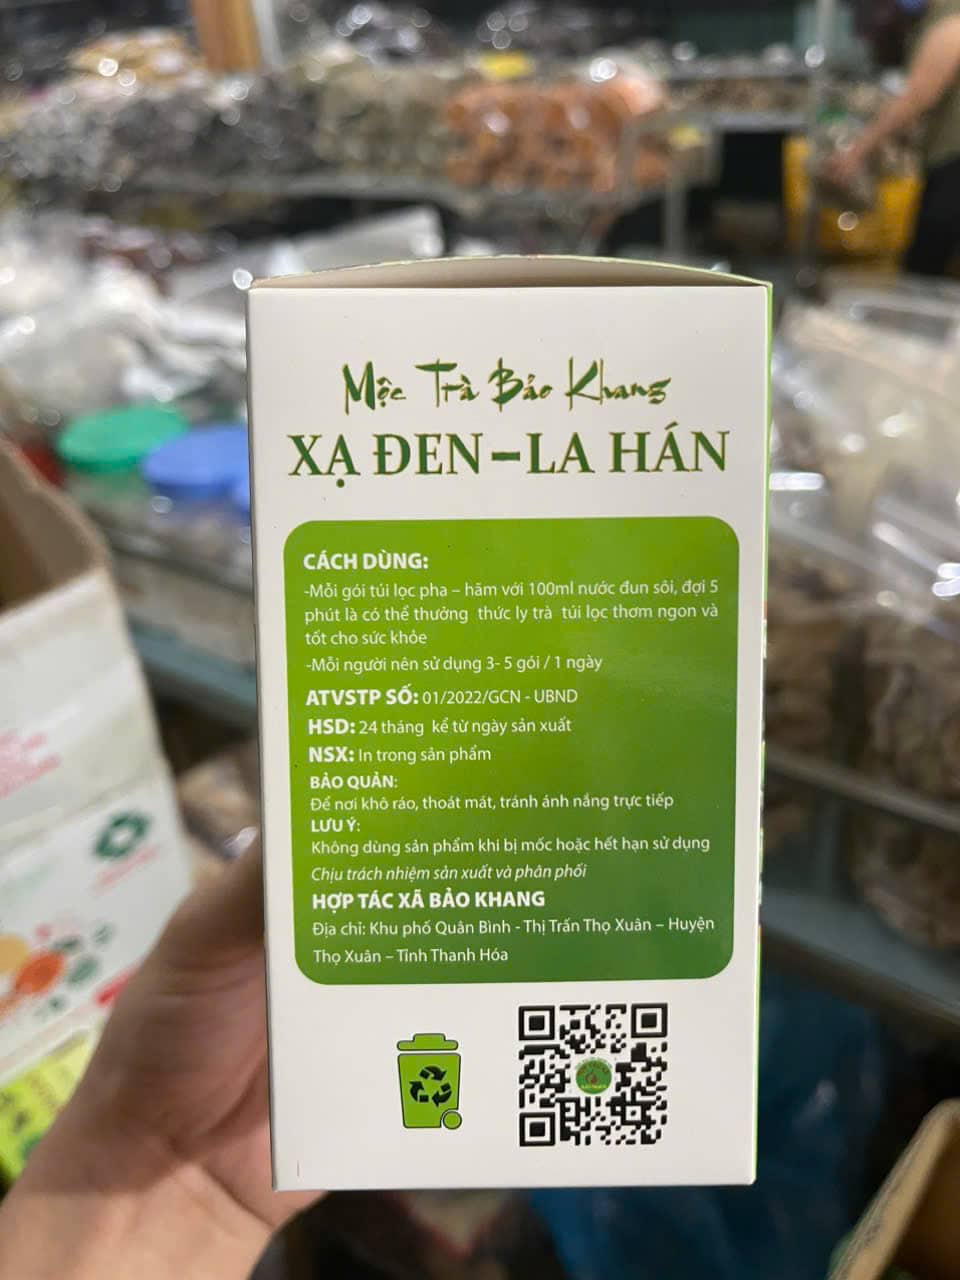 Mộc Trà Bảo Khang
XẠ ĐEN-LA HÁN
CÁCH DÙNG:
-Mỗi gói túi lọc pha – hãm với 100ml nước đun sôi, đợi 5
phút là có thể thưởng thức ly trà túi lọc thơm ngon và
tốt cho sức khỏe
-Mỗi người nên sử dụng 3- 5 gói / 1 ngày
ATVSTP SỐ: 01/2022/GCN - UBND
HSD: 24 tháng kể từ ngày sản xuất
NSX: In trong sản phẩm
BẢO QUẢN:
Để nơi khô ráo, thoát mát, tránh ánh nắng trực tiếp
LƯU Ý:
Không dùng sản phẩm khi bị mốc hoặc hết hạn sử dụng
Chịu trách nhiệm sản xuất và phân phối
HỢP TÁC XÃ BẢO KHANG
Địa chỉ: Khu phố Quân Bình - Thị Trấn Thọ Xuân – Huyện
Thọ Xuân – Tỉnh Thanh Hóa